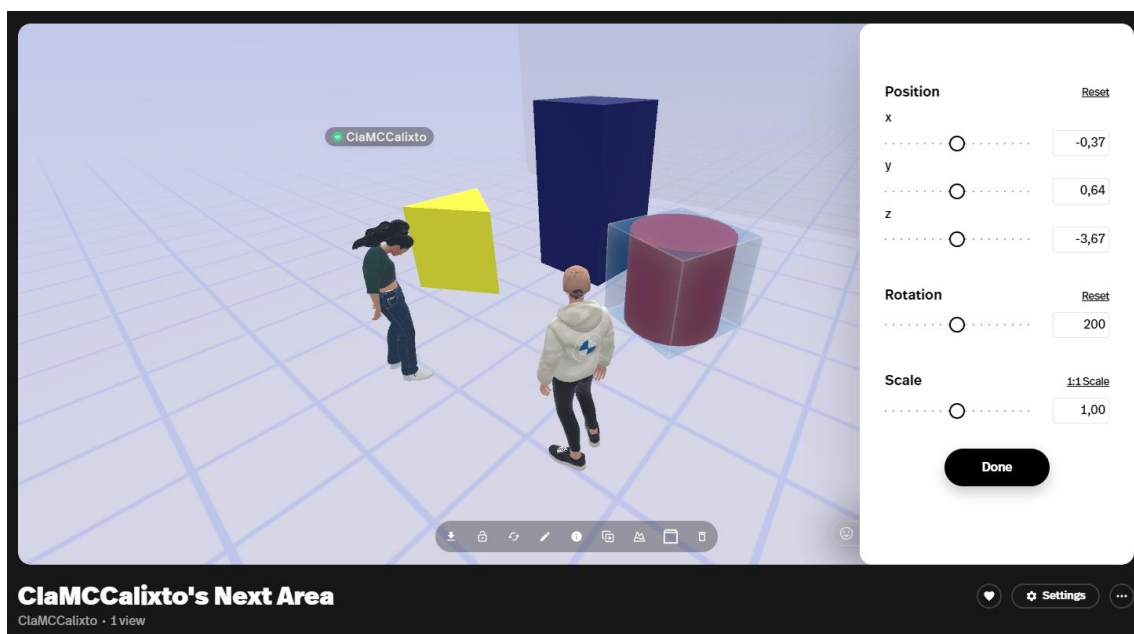 ClaMCCalixto
Position Reset
x
-0,37
y
0,64
z
-3,67
Rotation Reset
200
Scale 1:1 Scale
1,00
Done
ClaMCCalixto's Next Area
Settings
ClaMCCalixto · 1 view